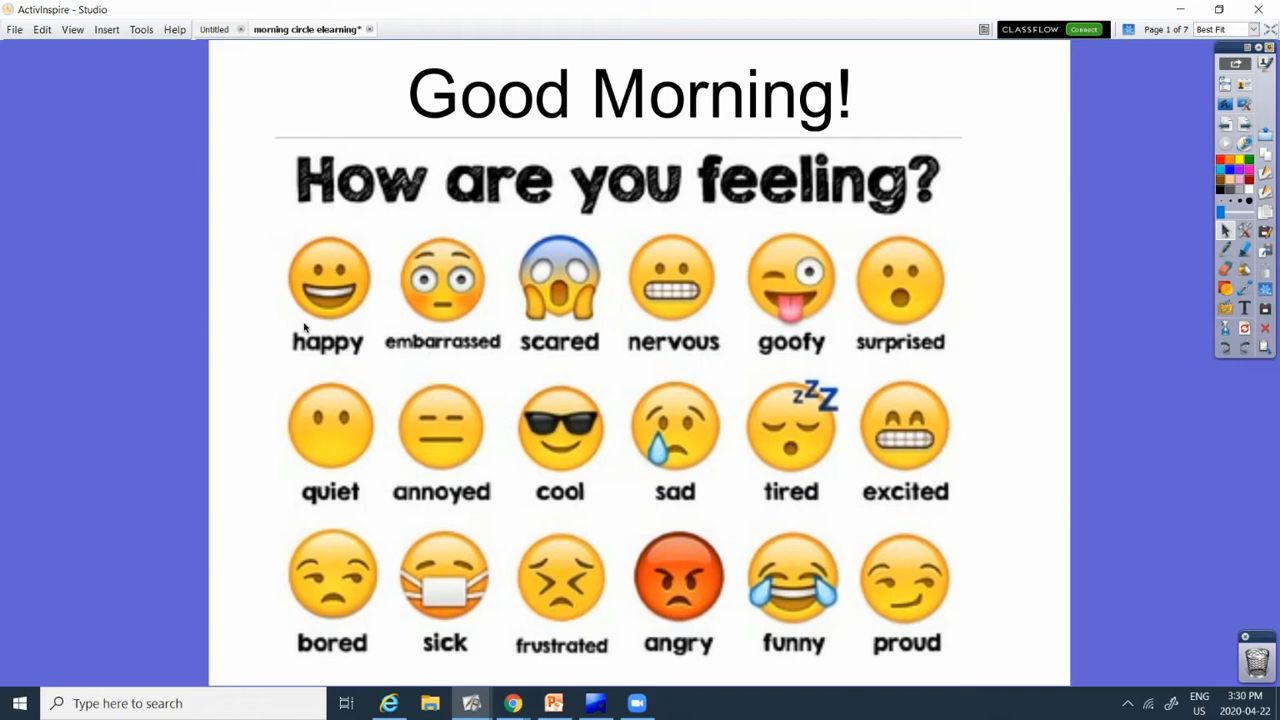 ActivInspire - Studio
File Edit View Insert Tools Help
Untitled morning circle elearning* CLASSFLOW Connect Page 1 of 7 Best Fit
Good Morning!
How are you feeling?
happy embarrassed scared nervous goofy surprised
zZZ
quiet annoyed cool sad tired excited
bored sick frustrated angry funny proud
Type here to search
ENG 3:30 PM
US 2020-04-22